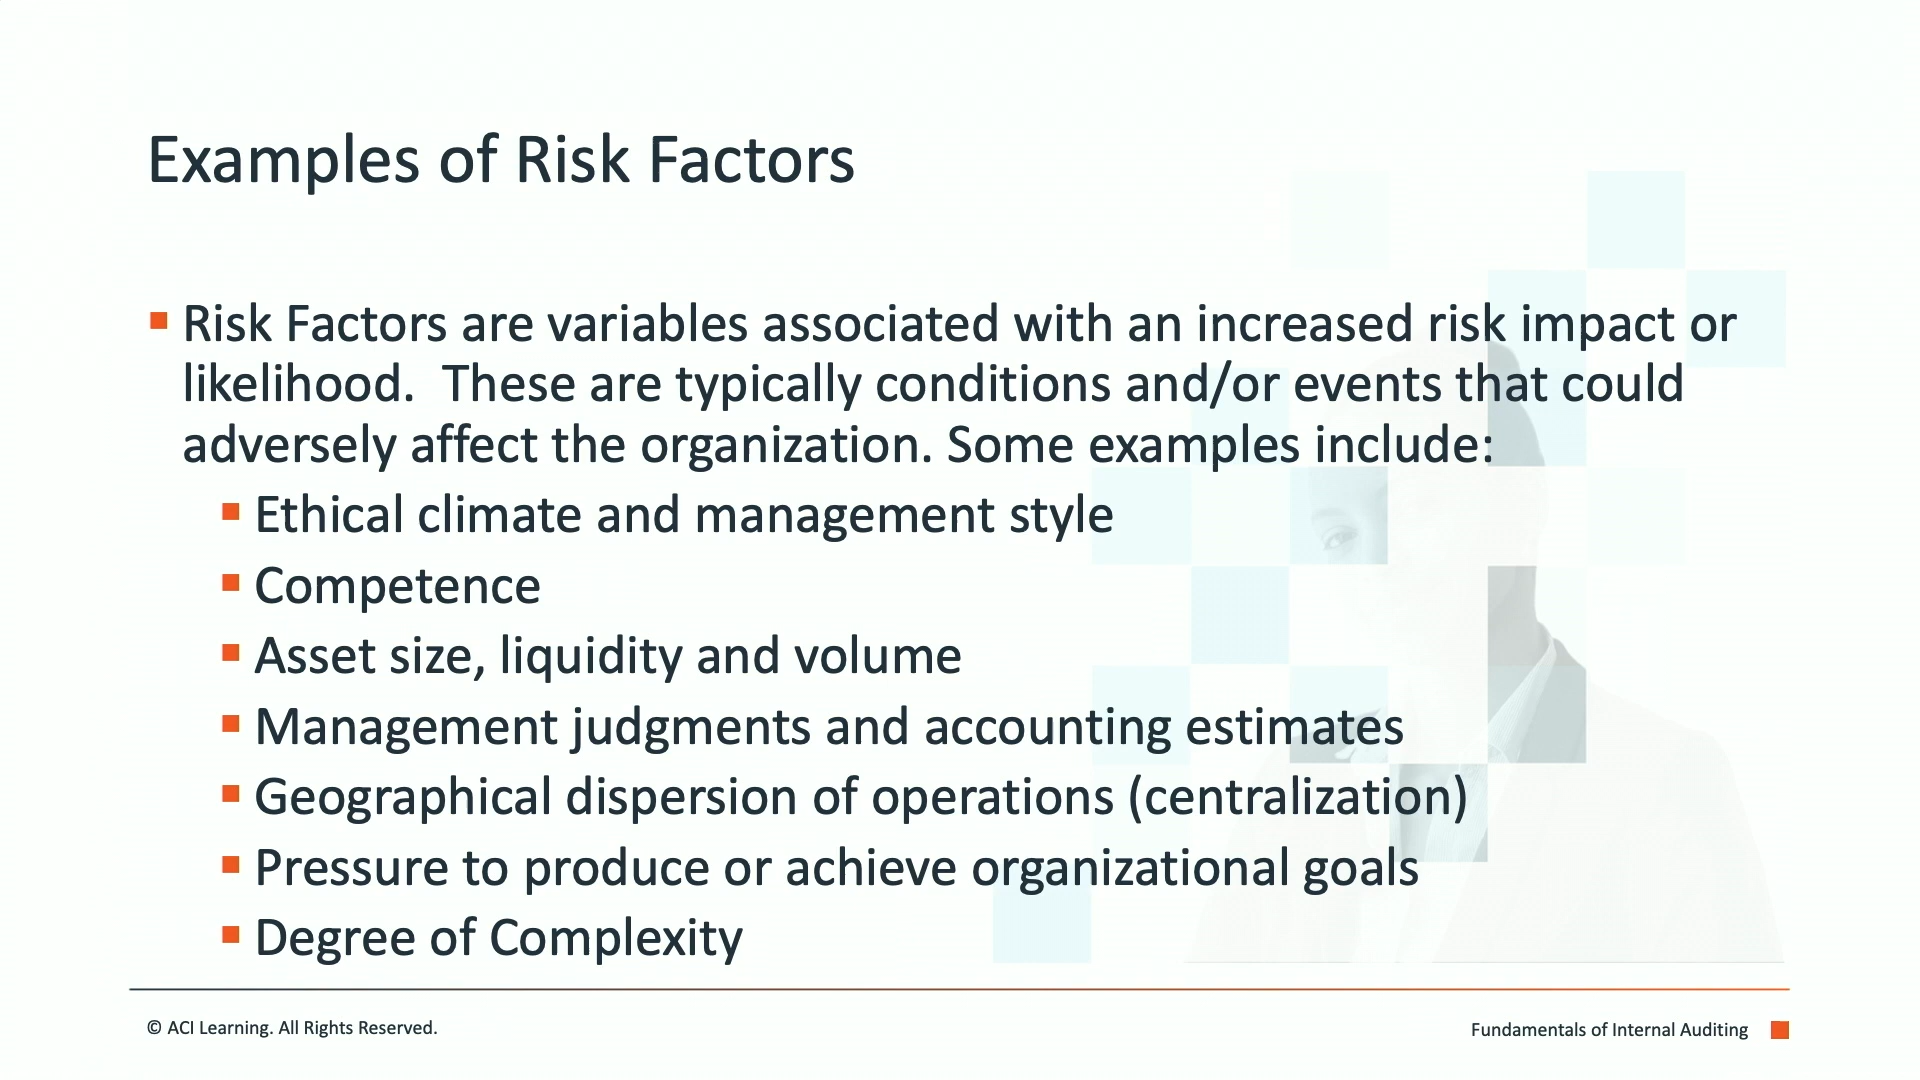 Examples of Risk Factors
Risk Factors are variables associated with an increased risk impact or
likelihood.  These are typically conditions and/or events that could
adversely affect the organization. Some examples include:
Ethical climate and management style
Competence
Asset size, liquidity and volume
Management judgments and accounting estimates
Geographical dispersion of operations (centralization)
Pressure to produce or achieve organizational goals
Degree of Complexity
© ACI Learning. All Rights Reserved.
Fundamentals of Internal Auditing